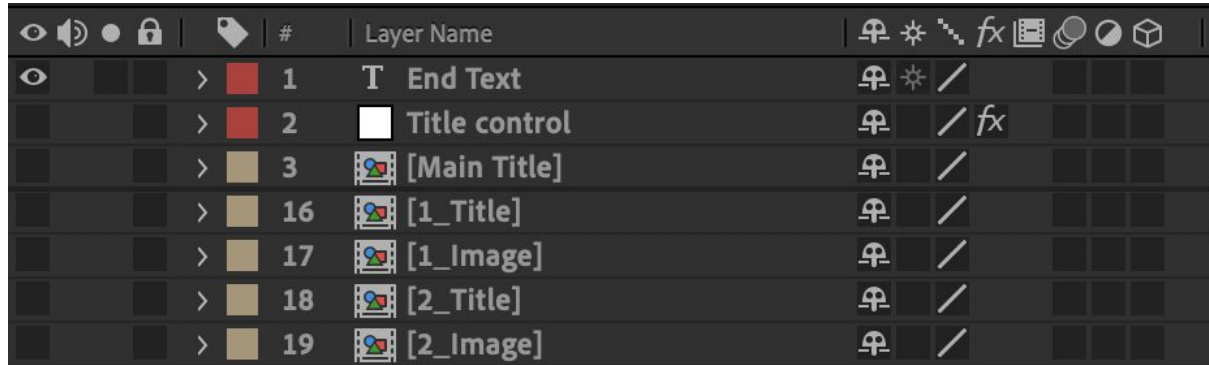 # Layer Name fx
1 T End Text
2 Title control fx
3 [Main Title]
16 [1_Title]
17 [1_Image]
18 [2_Title]
19 [2_Image]